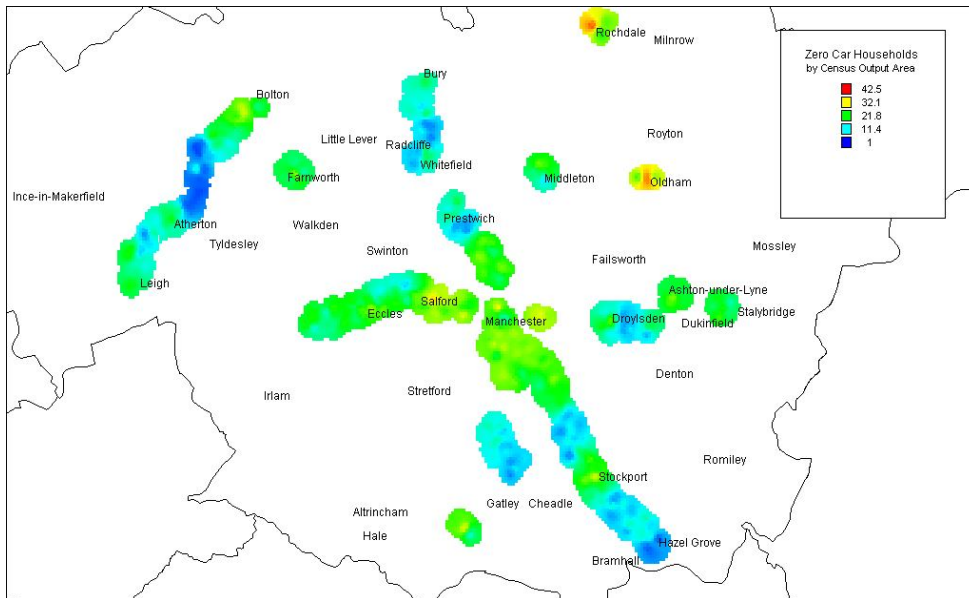 Rochdale
Milnrow
Zero Car Households
by Census Output Area
42.5
32.1
21.8
11.4
1
Bury
Bolton
Little Lever
Radcliffe
Royton
Whitefield
Farnworth
Middleton
Oldham
Ince-in-Makerfield
Atherton
Walkden
Prestwich
Tyldesley
Swinton
Failsworth
Mossley
Leigh
Ashton-under-Lyne
Salford
Eccles
Manchester
Droylsden
Stalybridge
Dukinfield
Denton
Irlam
Stretford
Romiley
Stockport
Gatley
Cheadle
Altrincham
Hale
Hazel Grove
Bramhall